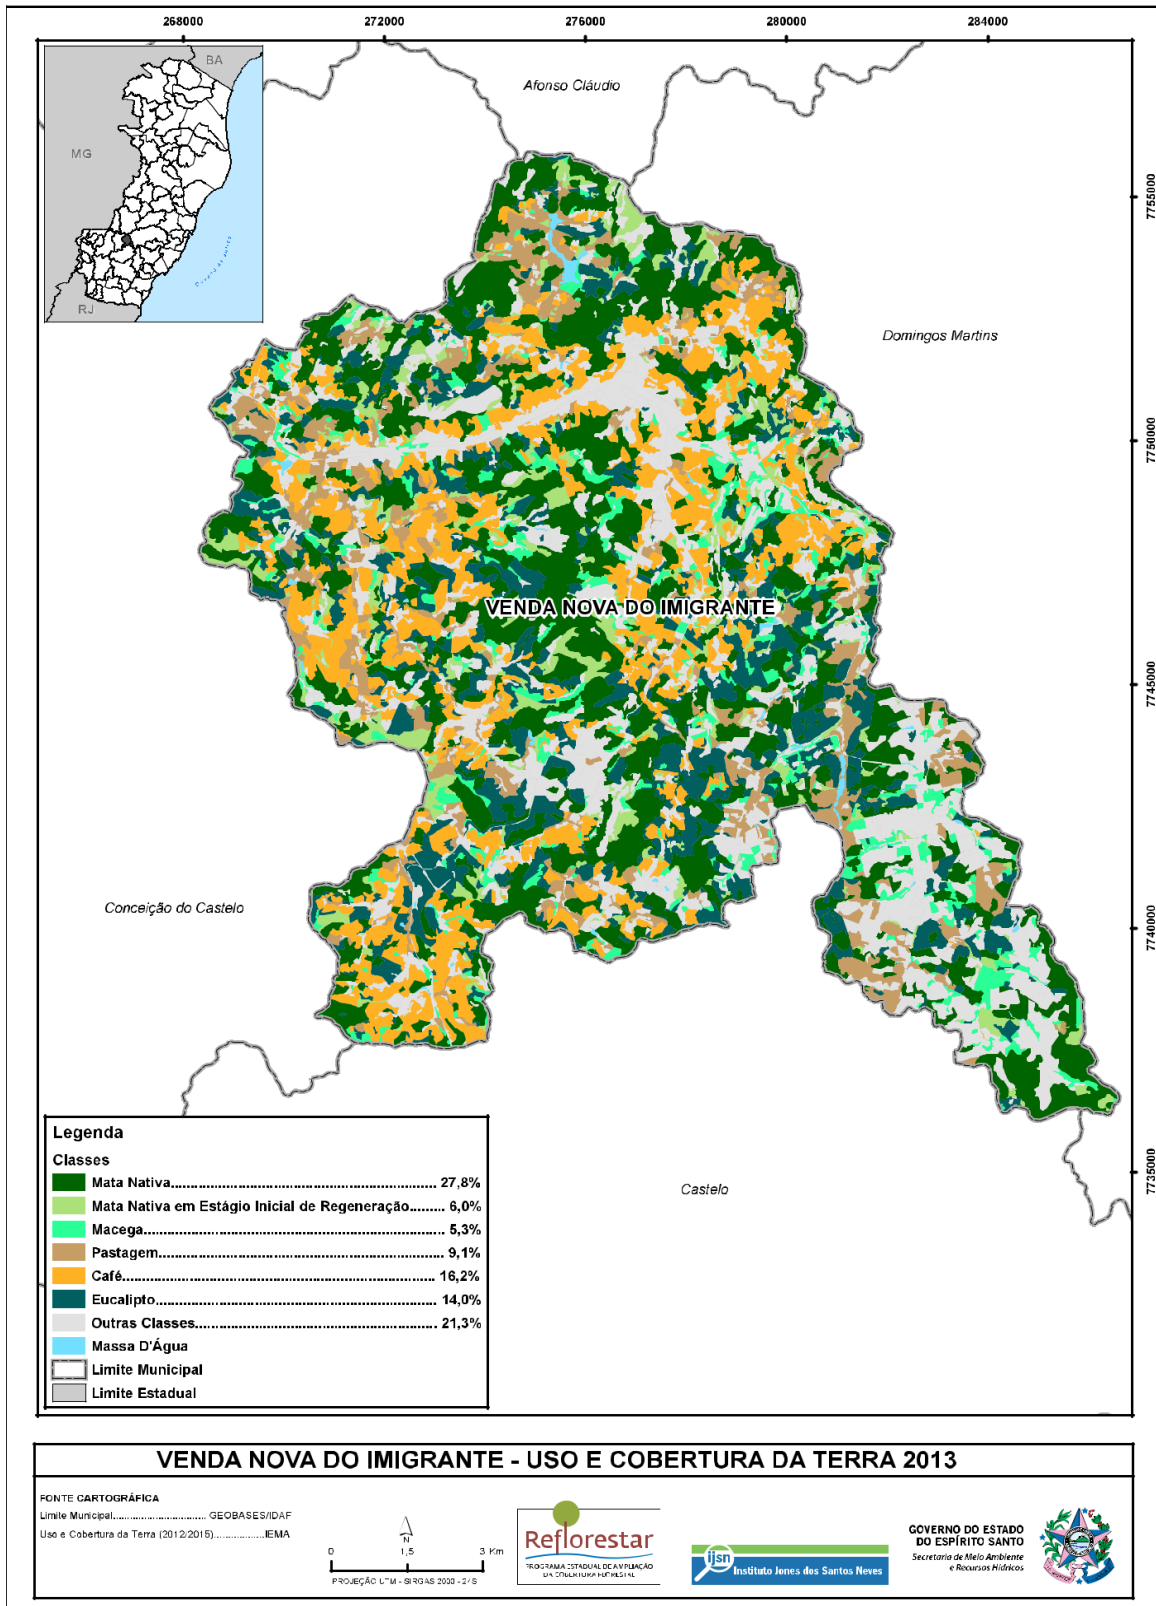 268000 272000 276000 280000 284000
BA
MG
RJ
Afonso Cláudio
Domingos Martins
7755000
7750000
7745000
7740000
7735000
VENDA NOVA DO IMIGRANTE
Conceição do Castelo
Castelo
Legenda
Classes
Mata Nativa 27,8%
Mata Nativa em Estágio Inicial de Regeneração 6,0%
Macega 5,3%
Pastagem 9,1%
Café 16,2%
Eucalipto 14,0%
Outras Classes 21,3%
Massa D'Água
Limite Municipal
Limite Estadual
VENDA NOVA DO IMIGRANTE - USO E COBERTURA DA TERRA 2013
FONTE CARTOGRÁFICA
Limite Municipal GEOBASES/IDAF
Uso e Cobertura da Terra (2012/2015) IEMA
N
0 1,5 3 Km
PROJEÇÃO UTM - SIRGAS 2000 - 24S
Reflorestar
PROGRAMA ESTADUAL DE AMPLIAÇÃO
DA COBERTURA FLORESTAL
ijsn
Instituto Jones dos Santos Neves
GOVERNO DO ESTADO
DO ESPÍRITO SANTO
Secretaria de Meio Ambiente
e Recursos Hídricos